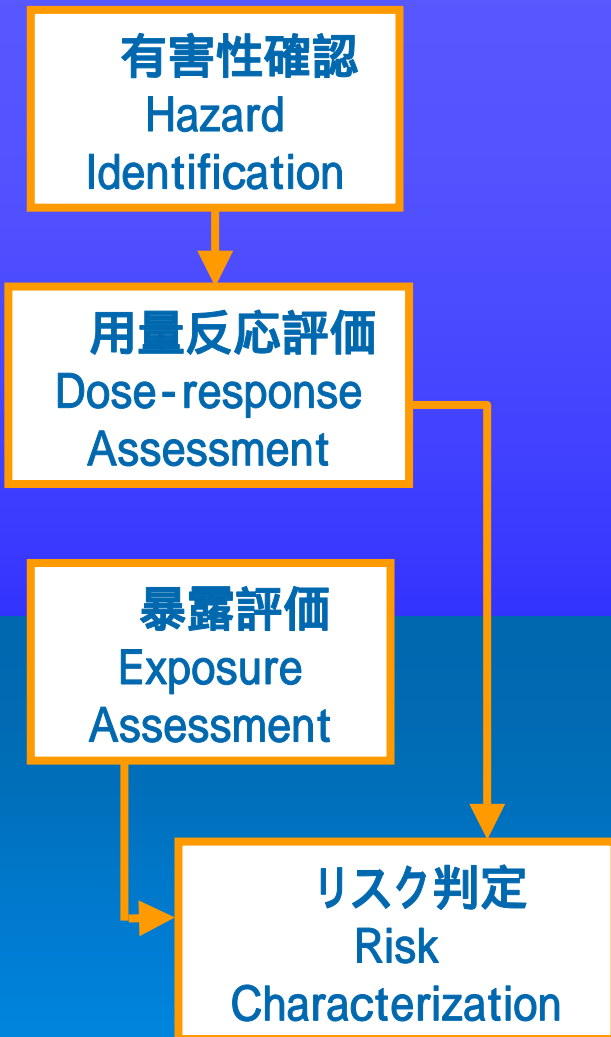 有害性確認
Hazard
Identification
用量反応評価
Dose-response
Assessment
暴露評価
Exposure
Assessment
リスク判定
Risk
Characterization